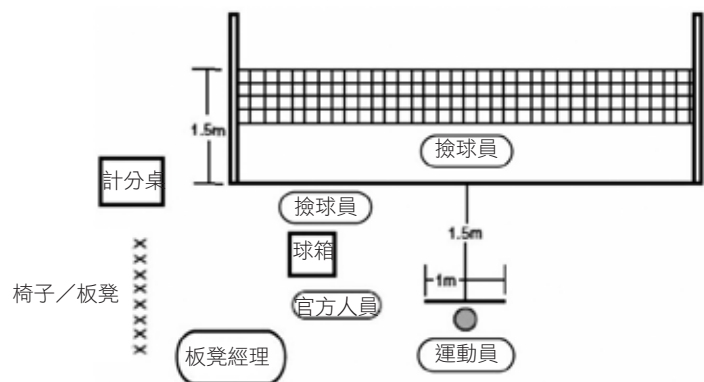 1.5m
撿球員
計分桌
撿球員
1.5m
球箱
1m
椅子／板凳
官方人員
板凳經理
運動員